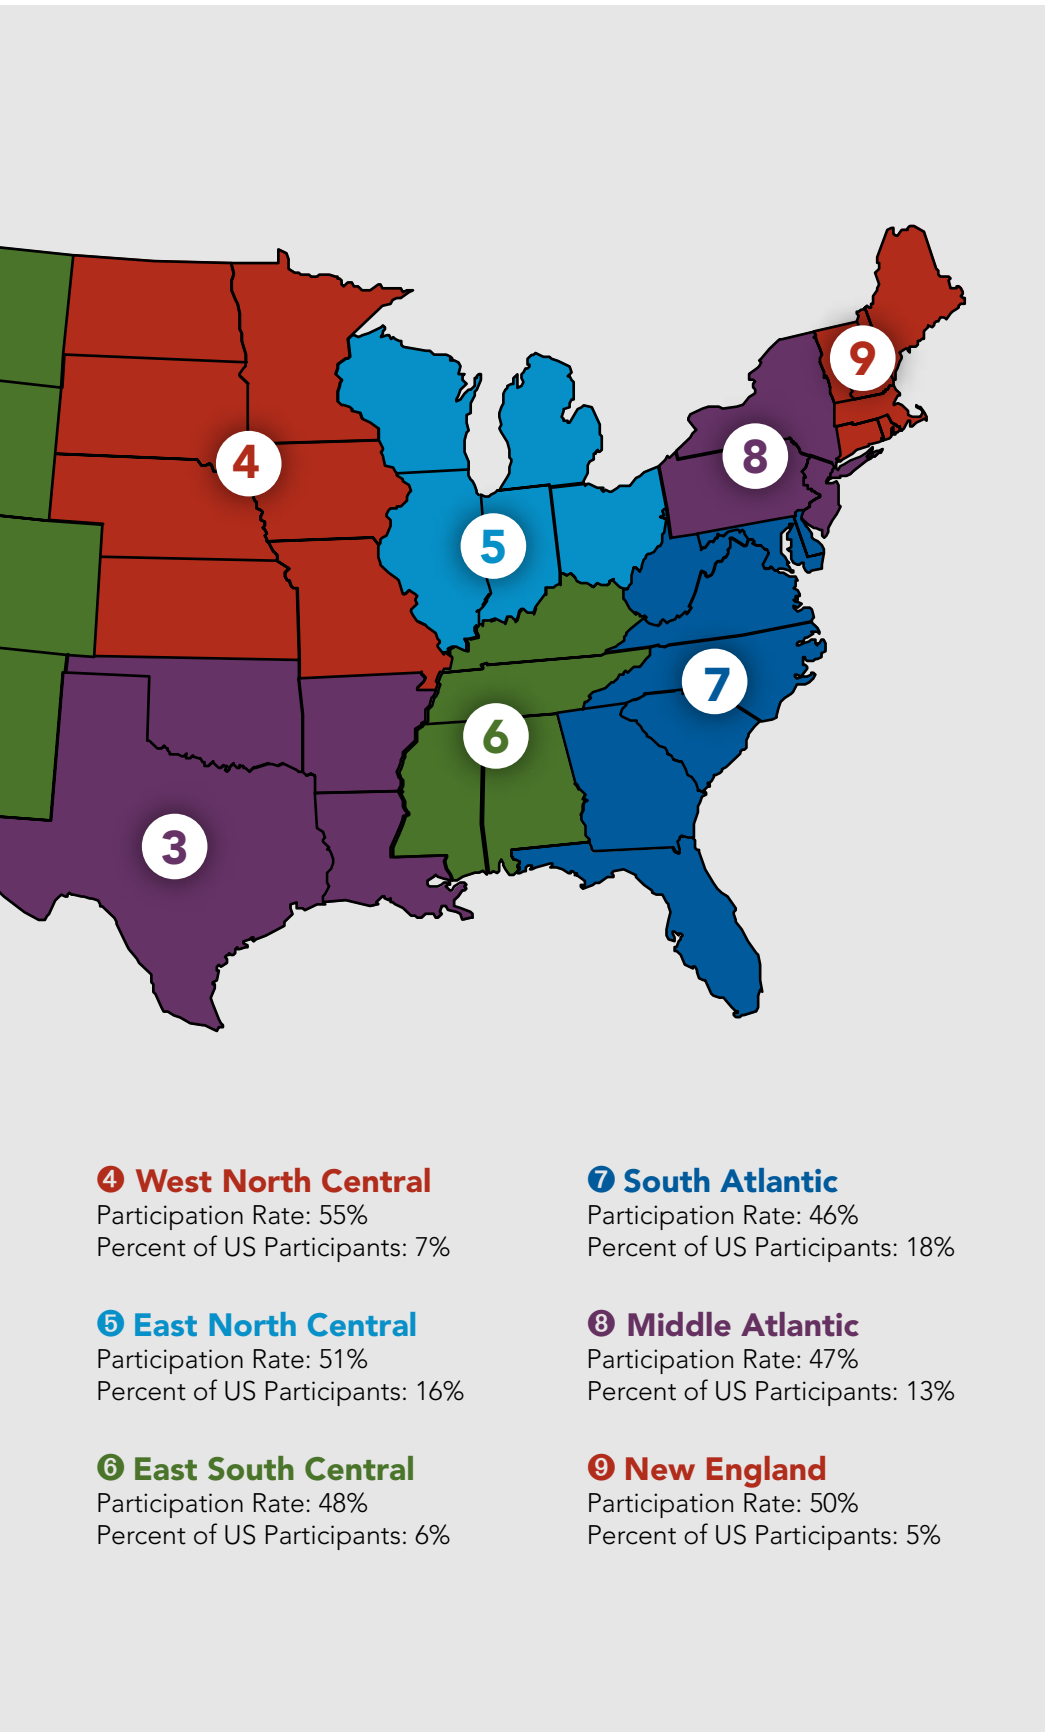 9
8
4
5
7
6
3
❹ West North Central
Participation Rate: 55%
Percent of US Participants: 7%
❺ East North Central
Participation Rate: 51%
Percent of US Participants: 16%
❻ East South Central
Participation Rate: 48%
Percent of US Participants: 6%
❼ South Atlantic
Participation Rate: 46%
Percent of US Participants: 18%
❽ Middle Atlantic
Participation Rate: 47%
Percent of US Participants: 13%
❾ New England
Participation Rate: 50%
Percent of US Participants: 5%